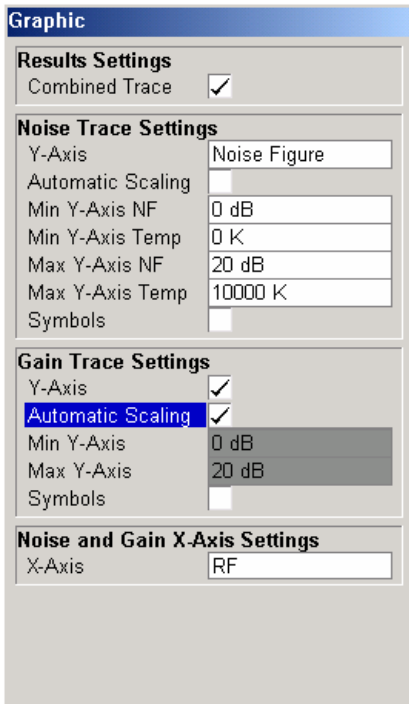 Graphic
Results Settings
Combined Trace
Noise Trace Settings
Y-Axis Noise Figure
Automatic Scaling
Min Y-Axis NF 0 dB
Min Y-Axis Temp 0 K
Max Y-Axis NF 20 dB
Max Y-Axis Temp 10000 K
Symbols
Gain Trace Settings
Y-Axis
Automatic Scaling
Min Y-Axis 0 dB
Max Y-Axis 20 dB
Symbols
Noise and Gain X-Axis Settings
X-Axis RF